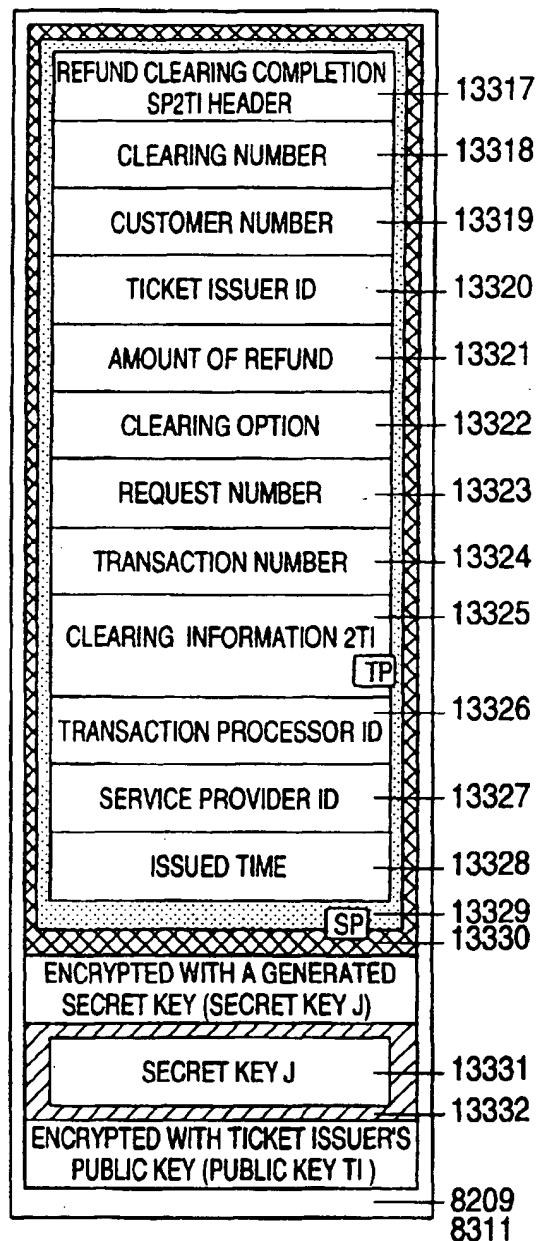 REFUND CLEARING COMPLETION
SP2TI HEADER
13317
CLEARING NUMBER
13318
CUSTOMER NUMBER
13319
TICKET ISSUER ID
13320
AMOUNT OF REFUND
13321
CLEARING OPTION
13322
REQUEST NUMBER
13323
TRANSACTION NUMBER
13324
13325
CLEARING INFORMATION 2TI
TP
13326
TRANSACTION PROCESSOR ID
SERVICE PROVIDER ID
13327
ISSUED TIME
13328
13329
SP
13330
ENCRYPTED WITH A GENERATED
SECRET KEY (SECRET KEY J)
SECRET KEY J
13331
13332
ENCRYPTED WITH TICKET ISSUER'S
PUBLIC KEY (PUBLIC KEY TI )
8209
8311